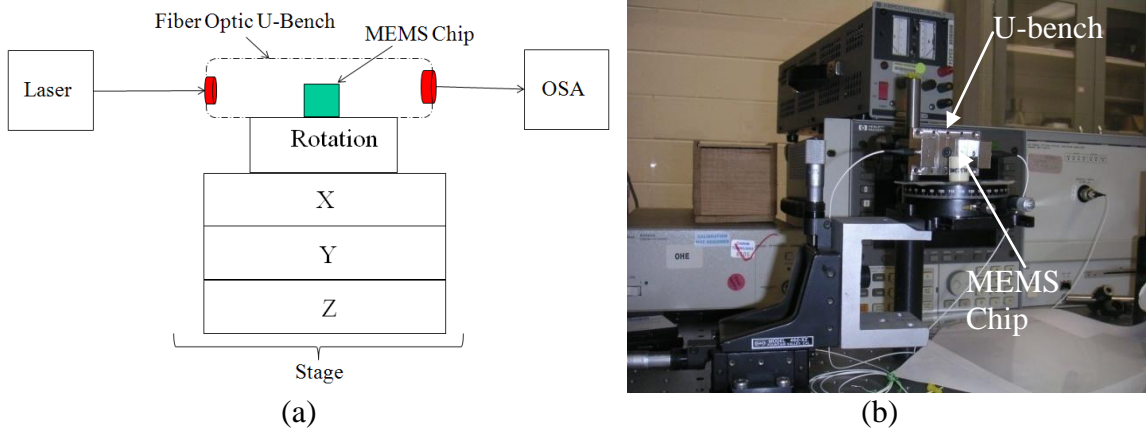 Fiber Optic U-Bench
MEMS Chip
Laser
OSA
Rotation
X
Y
Z
Stage
(a)
U-bench
OHE
MEMS
Chip
(b)